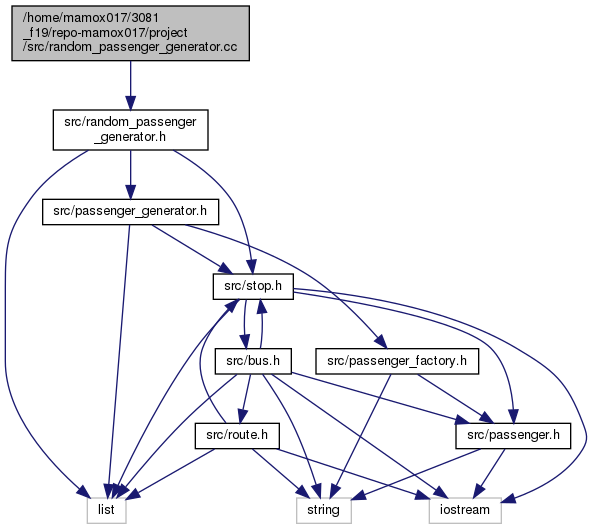 /home/mamox017/3081
_f19/repo-mamox017/project
/src/random_passenger_generator.cc
src/random_passenger
_generator.h
src/passenger_generator.h
src/stop.h
src/bus.h
src/passenger_factory.h
src/route.h
src/passenger.h
list
string
iostream